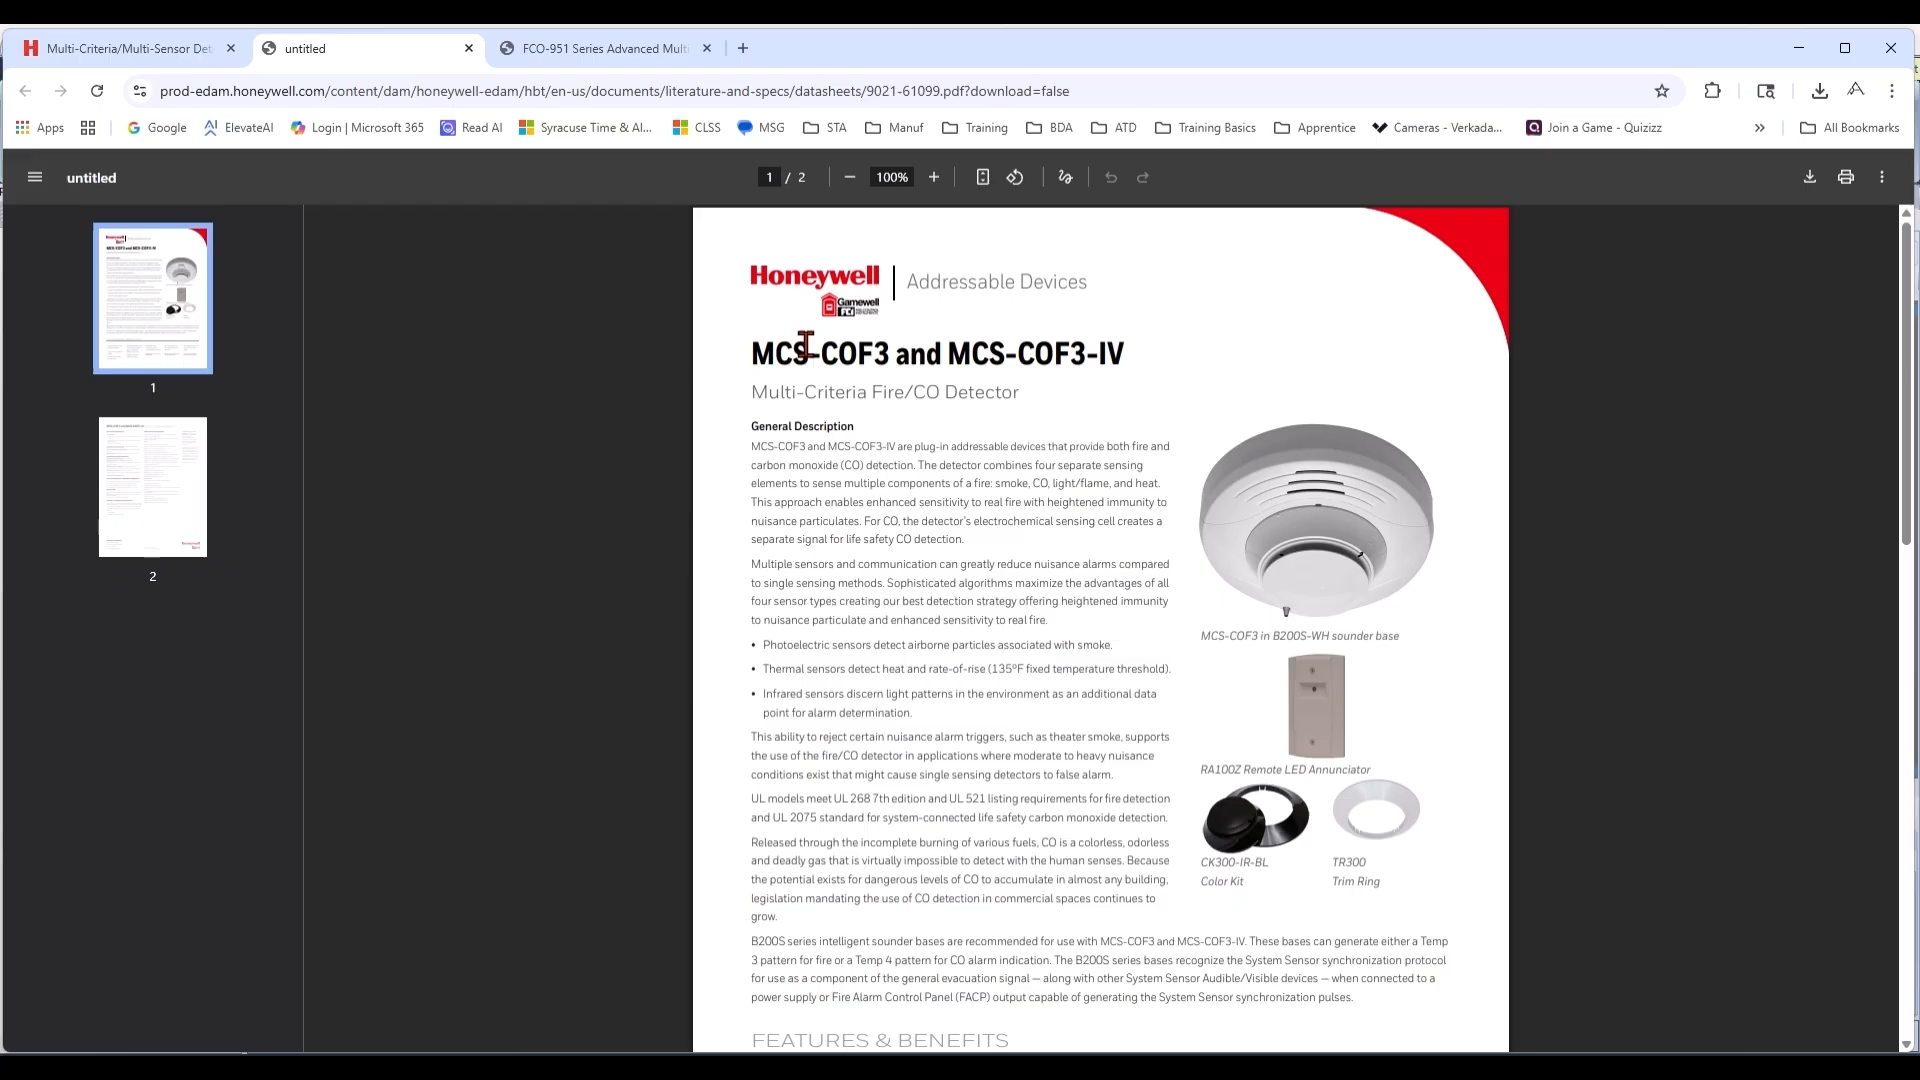 Multi-Criteria/Multi-Sensor Det
untitled
FCO-951 Series Advanced Multi
prod-edam.honeywell.com/content/dam/honeywell-edam/hbt/en-us/documents/literature-and-specs/datasheets/9021-61099.pdf?download=false
Apps
Google
ElevateAI
Login | Microsoft 365
Read AI
Syracuse Time & Al...
CLSS
MSG
STA
Manuf
Training
BDA
ATD
Training Basics
Apprentice
Cameras - Verkada...
Join a Game - Quizizz
All Bookmarks
untitled
1 / 2
100%
1
2
Honeywell
Gamewell
FCI
Addressable Devices
MCS-COF3 and MCS-COF3-IV
Multi-Criteria Fire/CO Detector
General Description
MCS-COF3 and MCS-COF3-IV are plug-in addressable devices that provide both fire and
carbon monoxide (CO) detection. The detector combines four separate sensing
elements to sense multiple components of a fire: smoke, CO, light/flame, and heat.
This approach enables enhanced sensitivity to real fire with heightened immunity to
nuisance particulates. For CO, the detector's electrochemical sensing cell creates a
separate signal for life safety CO detection.
Multiple sensors and communication can greatly reduce nuisance alarms compared
to single sensing methods. Sophisticated algorithms maximize the advantages of all
four sensor types creating our best detection strategy offering heightened immunity
to nuisance particulate and enhanced sensitivity to real fire.
• Photoelectric sensors detect airborne particles associated with smoke.
• Thermal sensors detect heat and rate-of-rise (135ºF fixed temperature threshold).
• Infrared sensors discern light patterns in the environment as an additional data
point for alarm determination.
This ability to reject certain nuisance alarm triggers, such as theater smoke, supports
the use of the fire/CO detector in applications where moderate to heavy nuisance
conditions exist that might cause single sensing detectors to false alarm.
UL models meet UL 268 7th edition and UL 521 listing requirements for fire detection
and UL 2075 standard for system-connected life safety carbon monoxide detection.
Released through the incomplete burning of various fuels, CO is a colorless, odorless
and deadly gas that is virtually impossible to detect with the human senses. Because
the potential exists for dangerous levels of CO to accumulate in almost any building,
legislation mandating the use of CO detection in commercial spaces continues to
grow.
MCS-COF3 in B200S-WH sounder base
RA100Z Remote LED Annunciator
CK300-IR-BL
Color Kit
TR300
Trim Ring
B200S series intelligent sounder bases are recommended for use with MCS-COF3 and MCS-COF3-IV. These bases can generate either a Temp
3 pattern for fire or a Temp 4 pattern for CO alarm indication. The B200S series bases recognize the System Sensor synchronization protocol
for use as a component of the general evacuation signal — along with other System Sensor Audible/Visible devices — when connected to a
power supply or Fire Alarm Control Panel (FACP) output capable of generating the System Sensor synchronization pulses.
FEATURES & BENEFITS